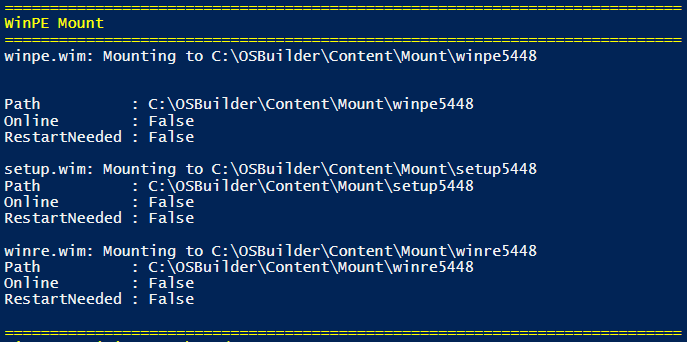 ===========================================================================
WinPE Mount
===========================================================================
winpe.wim: Mounting to C:\OSBuilder\Content\Mount\winpe5448
Path          : C:\OSBuilder\Content\Mount\winpe5448
Online        : False
RestartNeeded : False
setup.wim: Mounting to C:\OSBuilder\Content\Mount\setup5448
Path          : C:\OSBuilder\Content\Mount\setup5448
Online        : False
RestartNeeded : False
winre.wim: Mounting to C:\OSBuilder\Content\Mount\winre5448
Path          : C:\OSBuilder\Content\Mount\winre5448
Online        : False
RestartNeeded : False
===========================================================================